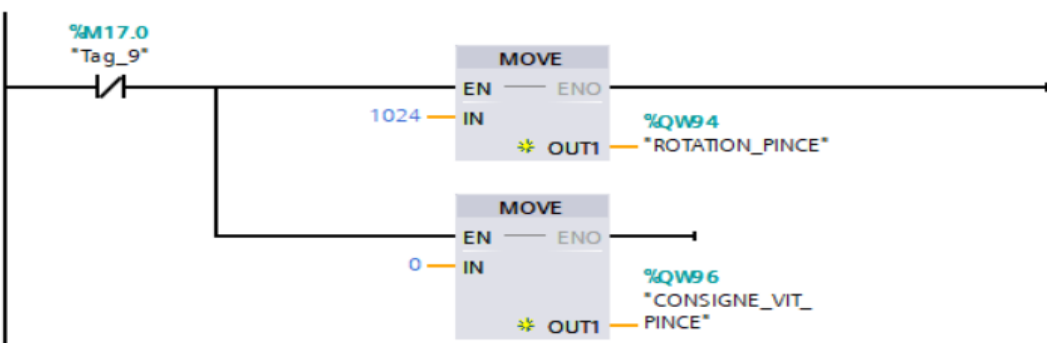 %M17.0
"Tag_9"
MOVE
EN ENO
1024 IN
%QW94
OUT1 "ROTATION_PINCE"
MOVE
EN ENO
0 IN
%QW96
"CONSIGNE_VIT_
OUT1 PINCE"